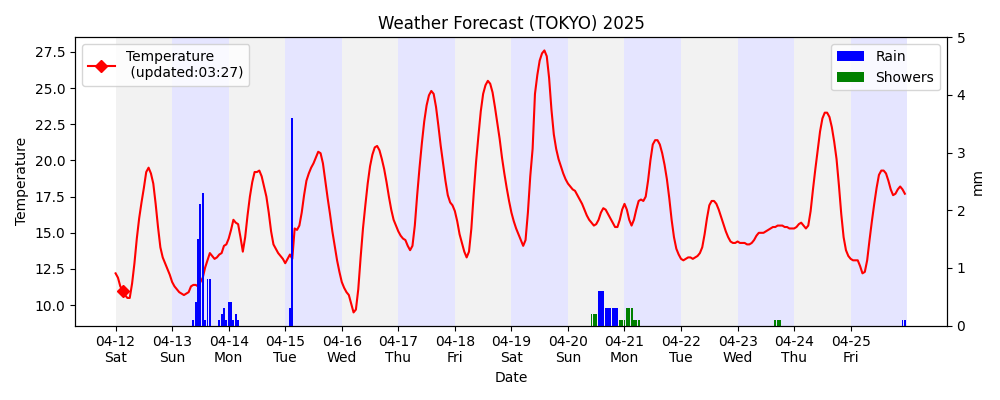 Weather Forecast (TOKYO) 2025
Temperature
(updated:03:27)
Rain
Showers
27.5
25.0
22.5
20.0
17.5
15.0
12.5
10.0
Temperature
5
4
3
2
1
0
mm
04-12 04-13 04-14 04-15 04-16 04-17 04-18 04-19 04-20 04-21 04-22 04-23 04-24 04-25
Sat Sun Mon Tue Wed Thu Fri Sat Sun Mon Tue Wed Thu Fri
Date